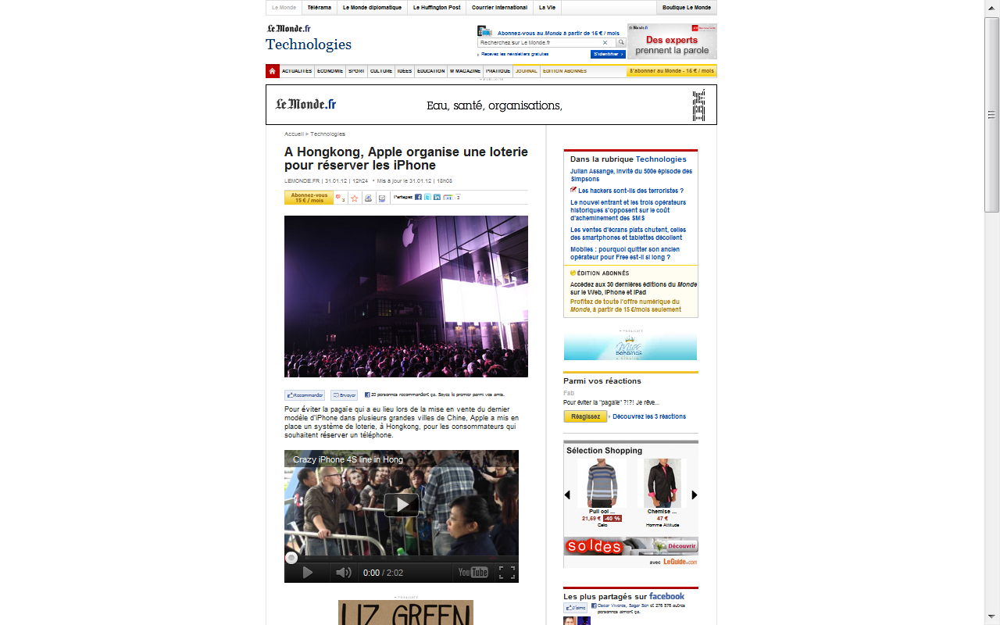 Le Monde
Télérama
Le Monde diplomatique
Le Huffington Post
Courrier international
La Vie
Boutique Le Monde
Le Monde.fr
Technologies
Abonnez-vous au Monde à partir de 15 € / mois
Recherchez sur Le Monde.fr
Recevez les newsletters gratuites
S'identifier
Le Monde.fr
Des experts
prennent la parole
ACTUALITÉS
ÉCONOMIE
SPORT
CULTURE
IDÉES
ÉDUCATION
M MAGAZINE
PRATIQUE
JOURNAL
ÉDITION ABONNÉS
S'abonner au Monde - 15 € / mois
PUBLICITÉ
Le Monde.fr
Eau, santé, organisations,
IBM
Accueil > Technologies
A Hongkong, Apple organise une loterie
pour réserver les iPhone
LEMONDE.FR | 31.01.12 | 12h24 • Mis à jour le 31.01.12 | 18h08
Abonnez-vous
15 € / mois
3
Partagez
2
Recommander
Envoyer
20 personnes recommandent ça. Soyez le premier parmi vos amis.
Pour éviter la pagaïe qui a eu lieu lors de la mise en vente du dernier
modèle d'iPhone dans plusieurs grandes villes de Chine, Apple a mis en
place un système de loterie, à Hongkong, pour les consommateurs qui
souhaitent réserver un téléphone.
Crazy iPhone 4S line in Hong
0:00 / 2:02
YouTube
PUBLICITÉ
LIZ GREEN
Dans la rubrique Technologies
Julian Assange, invité du 500e épisode des
Simpsons
Les hackers sont-ils des terroristes ?
Le nouvel entrant et les trois opérateurs
historiques s'opposent sur le coût
d'acheminement des SMS
Les ventes d'écrans plats chutent, celles
des smartphones et tablettes décollent
Mobiles : pourquoi quitter son ancien
opérateur pour Free est-il si long ?
ÉDITION ABONNÉS
Accédez aux 30 dernières éditions du Monde
sur le Web, iPhone et iPad
Profitez de toute l'offre numérique du
Monde, à partir de 15 €/mois seulement
PUBLICITÉ
bahamas
Parmi vos réactions
Fab
Pour éviter la "pagaïe" ?!?! Je rêve...
Réagissez
Découvrez les 3 réactions
Sélection Shopping
Pull col ...
21,59 € -40 %
Celio
Chemise ...
47 €
Homme Attitude
soldes
Découvrir
avec LeGuide.com
Les plus partagés sur facebook
J'aime
Oscar Viveros, Sagar Sen et 276 576 autres
personnes aiment ça.